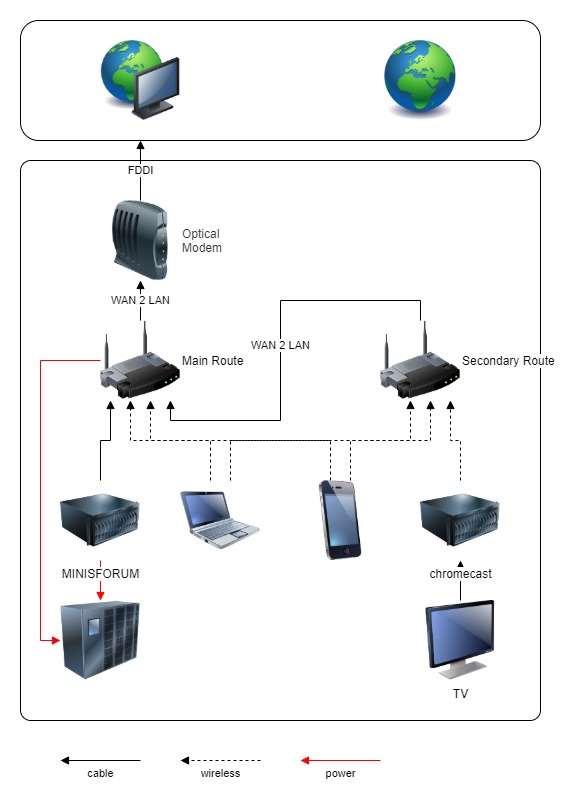 FDDI
Optical
Modem
WAN 2 LAN
WAN 2 LAN
Main Route
Secondary Route
MINISFORUM
chromecast
TV
cable
wireless
power